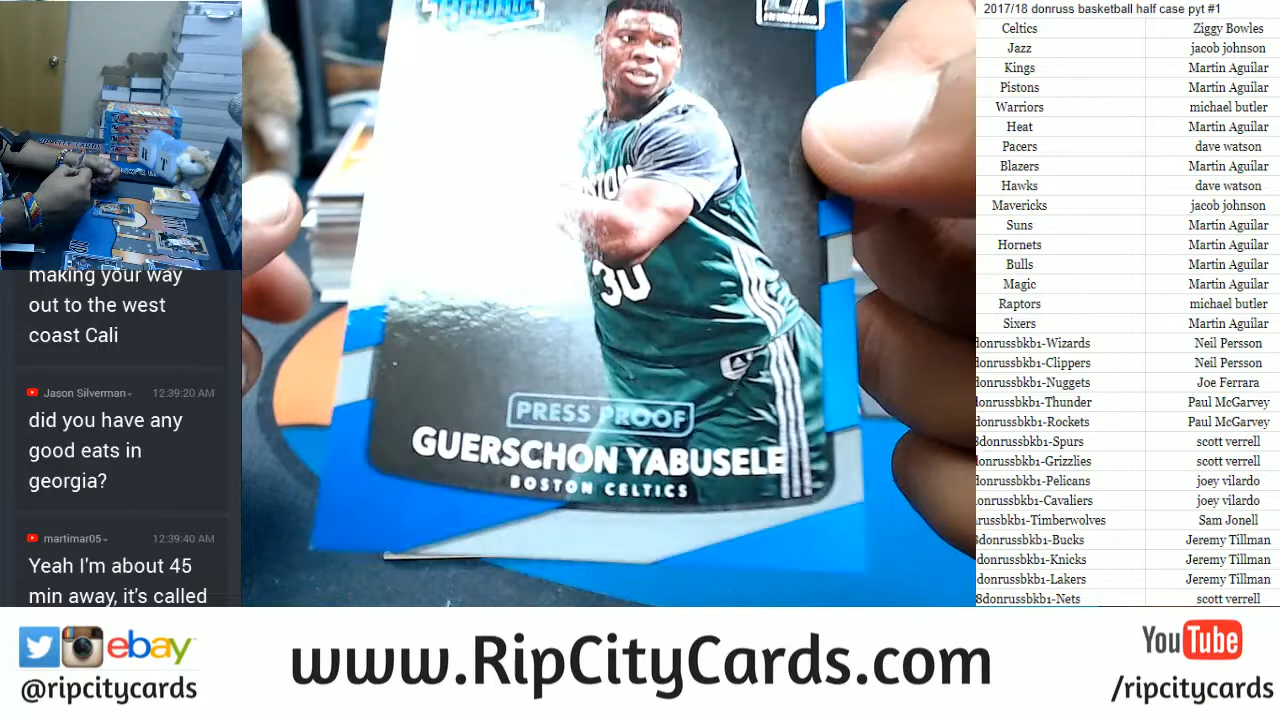 making your way
out to the west
coast Cali
Jason Silverman
12:39:20 AM
did you have any
good eats in
georgia?
martimar05
12:39:40 AM
Yeah I'm about 45
min away, it's called
30
PRESS PROOF
GUERSCHON YABUSELE
BOSTON CELTICS
2017/18 donruss basketball half case pyt #1
Celtics Ziggy Bowles
Jazz jacob johnson
Kings Martin Aguilar
Pistons Martin Aguilar
Warriors michael butler
Heat Martin Aguilar
Pacers dave watson
Blazers Martin Aguilar
Hawks dave watson
Mavericks jacob johnson
Suns Martin Aguilar
Hornets Martin Aguilar
Bulls Martin Aguilar
Magic Martin Aguilar
Raptors michael butler
Sixers Martin Aguilar
donrussbkb1-Wizards Neil Persson
donrussbkb1-Clippers Neil Persson
donrussbkb1-Nuggets Joe Ferrara
donrussbkb1-Thunder Paul McGarvey
donrussbkb1-Rockets Paul McGarvey
8donrussbkb1-Spurs scott verrell
donrussbkb1-Grizzlies scott verrell
donrussbkb1-Pelicans joey vilardo
onrussbkb1-Cavaliers joey vilardo
russbkb1-Timberwolves Sam Jonell
donrussbkb1-Bucks Jeremy Tillman
donrussbkb1-Knicks Jeremy Tillman
donrussbkb1-Lakers Jeremy Tillman
8donrussbkb1-Nets scott verrell
ebay
@ripcitycards
www.RipCityCards.com
YouTube
/ripcitycards